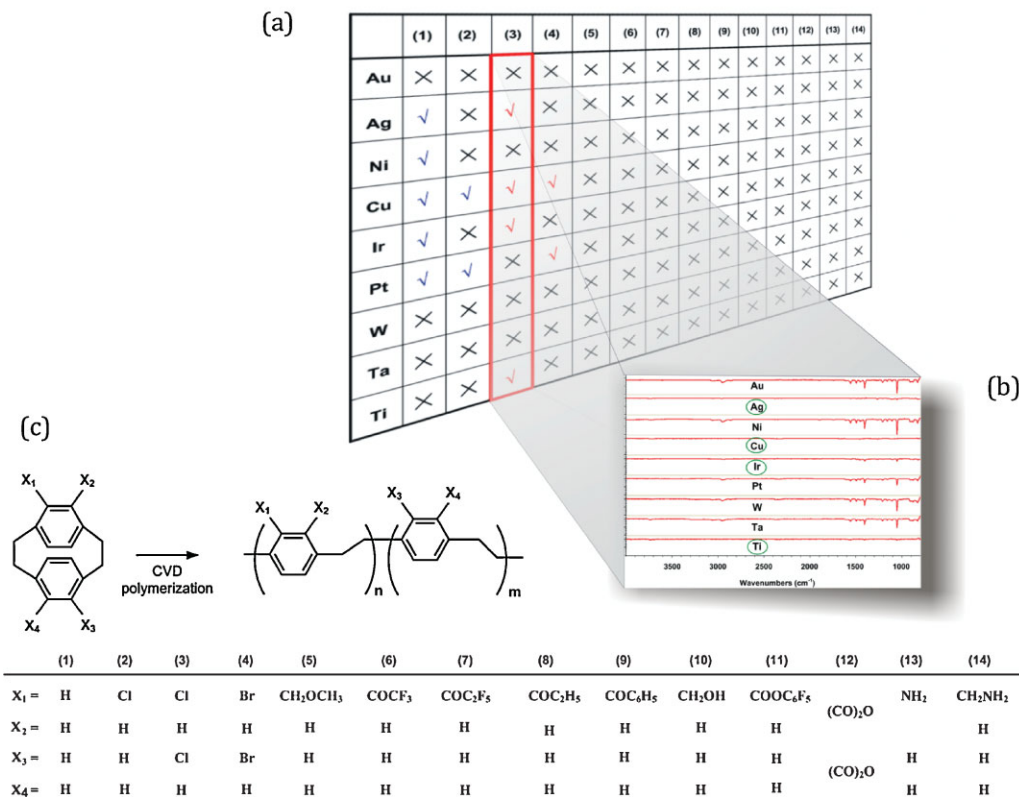 (a)
(1) (2) (3) (4) (5) (6) (7) (8) (9) (10) (11) (12) (13) (14)
Au × × × × × × × × × × × × × ×
Ag √ × √ × × × × × × × × × × ×
Ni √ × × × × × × × × × × × × ×
Cu √ √ √ √ × × × × × × × × × ×
Ir √ × √ × × × × × × × × × × ×
Pt √ √ × √ × × × × × × × × × ×
W × × × × × × × × × × × × × ×
Ta × × × × × × × × × × × × × ×
Ti × × √ × × × × × × × × × × ×
(b)
Au
Ag
Ni
Cu
Ir
Pt
W
Ta
Ti
3500 3000 2500 2000 1500 1000
Wavenumbers (cm⁻¹)
(c)
X₁ X₂
X₄ X₃
CVD
polymerization
X₁ X₂
n
X₃ X₄
m
(1) (2) (3) (4) (5) (6) (7) (8) (9) (10) (11) (12) (13) (14)
X₁ = H Cl Cl Br CH₂OCH₃ COCF₃ COC₂F₅ COC₂H₅ COC₆H₅ CH₂OH COOC₆F₅ (CO)₂O NH₂ CH₂NH₂
X₂ = H H H H H H H H H H H H
X₃ = H H Cl Br H H H H H H H (CO)₂O H H
X₄= H H H H H H H H H H H H H